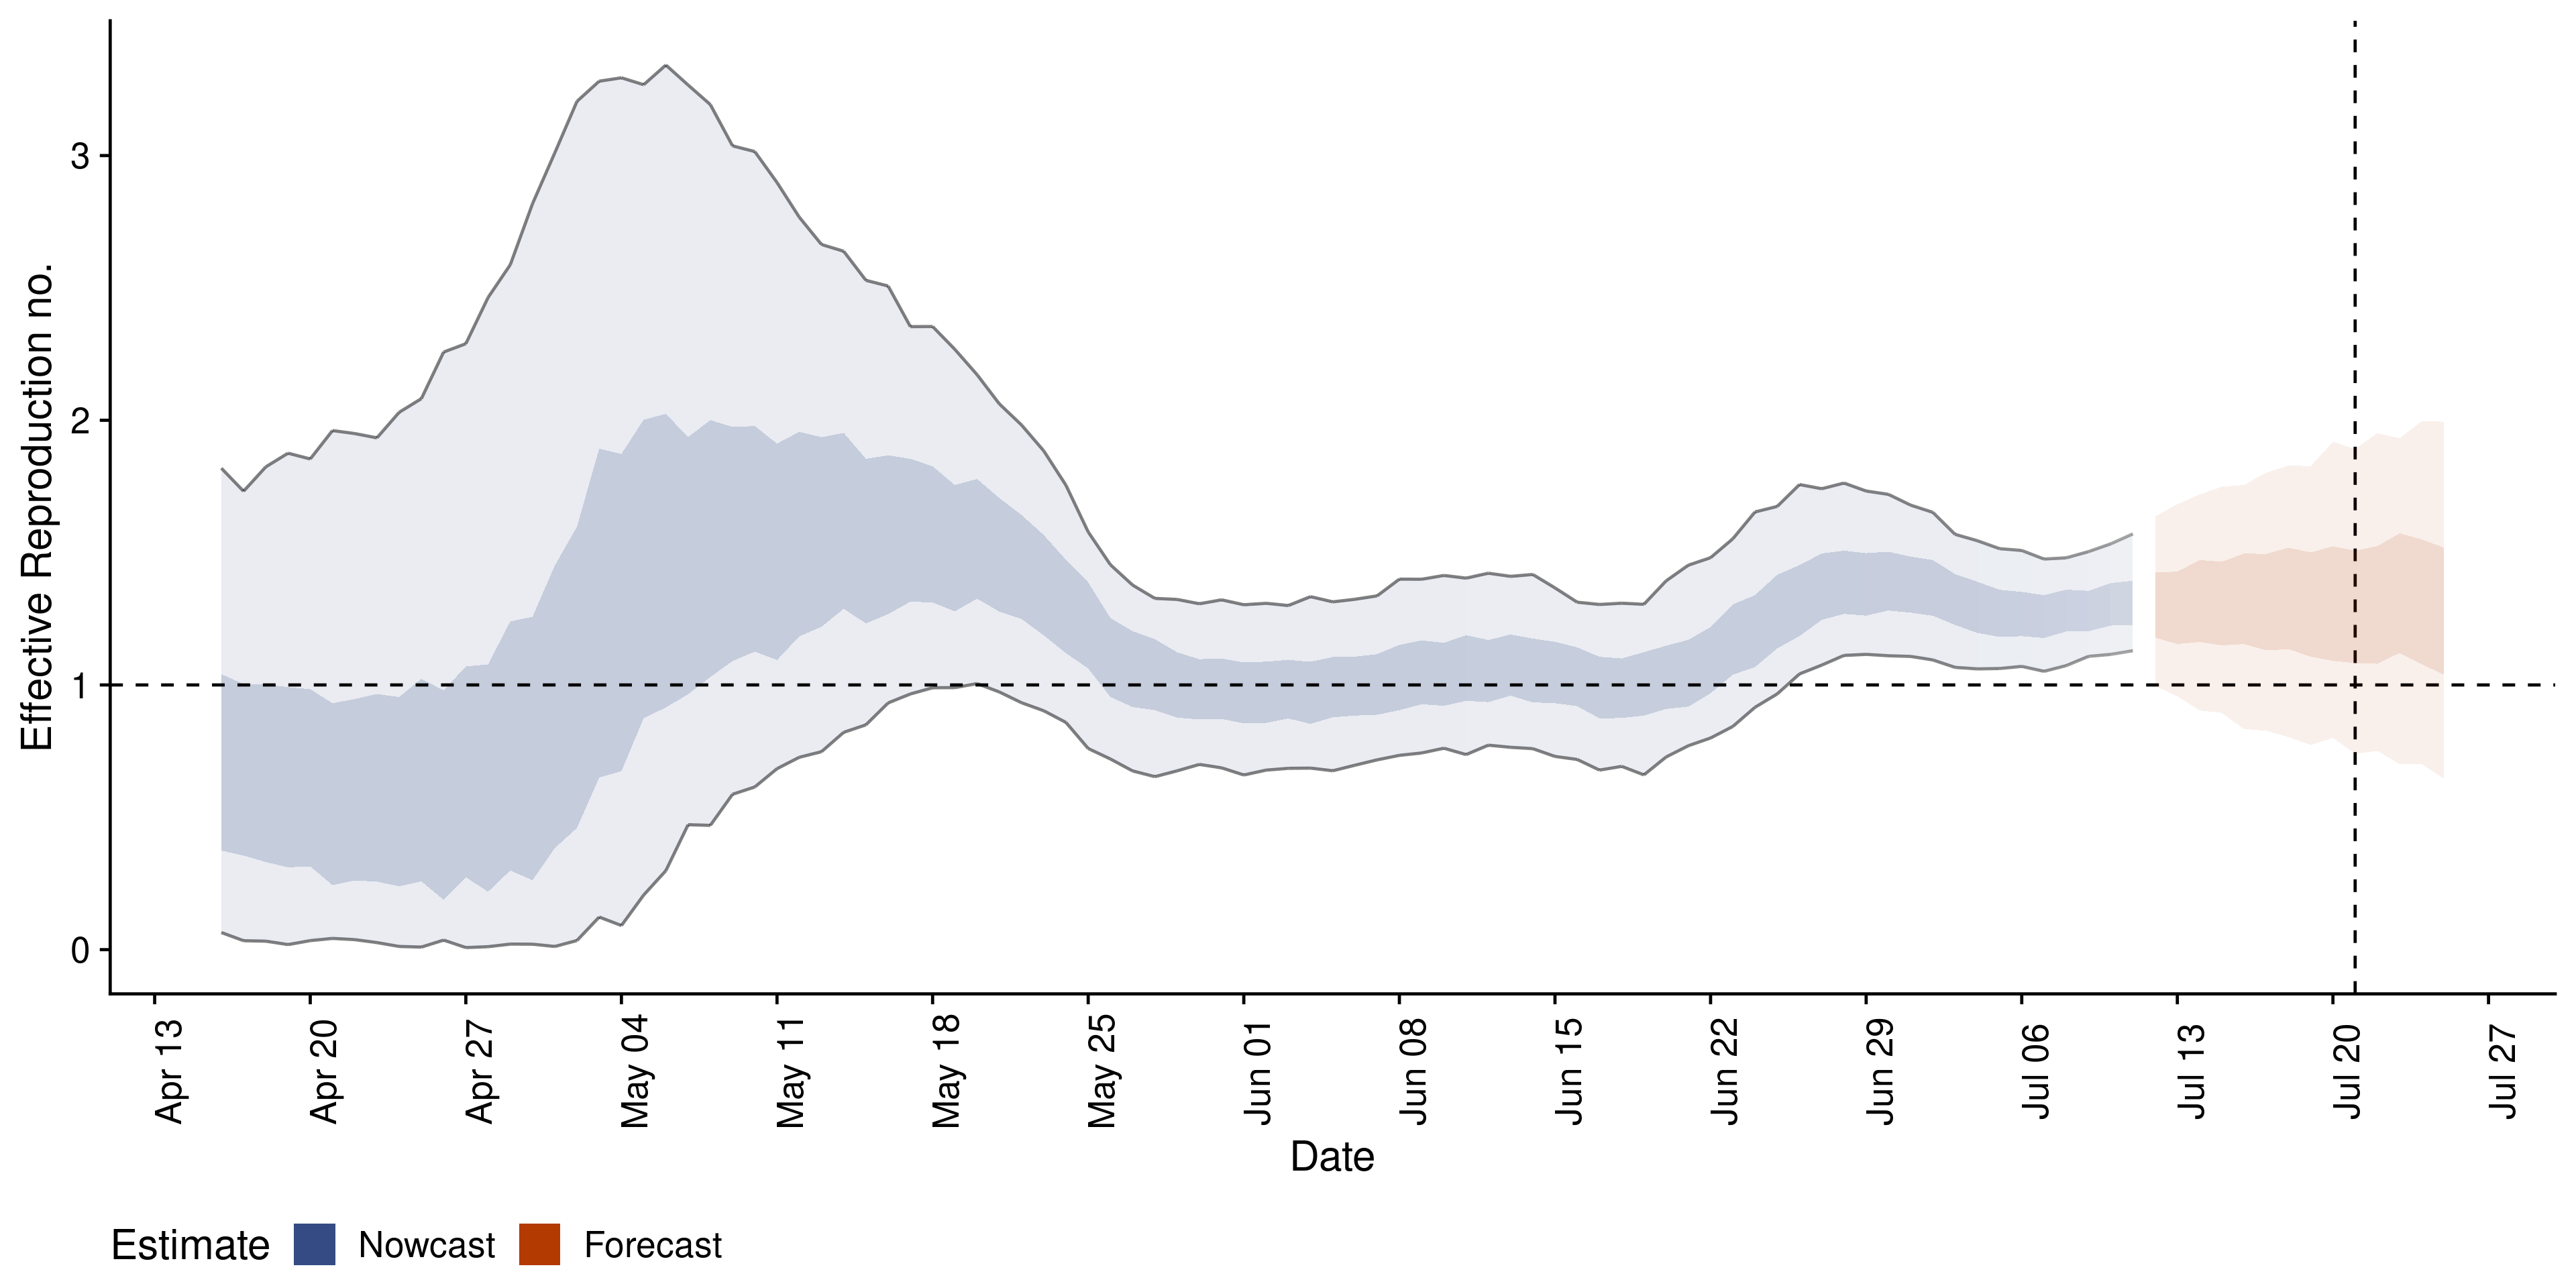 Effective Reproduction no.
3
2
1
0
Apr 13
Apr 20
Apr 27
May 04
May 11
May 18
May 25
Jun 01
Jun 08
Jun 15
Jun 22
Jun 29
Jul 06
Jul 13
Jul 20
Jul 27
Date
Estimate Nowcast Forecast